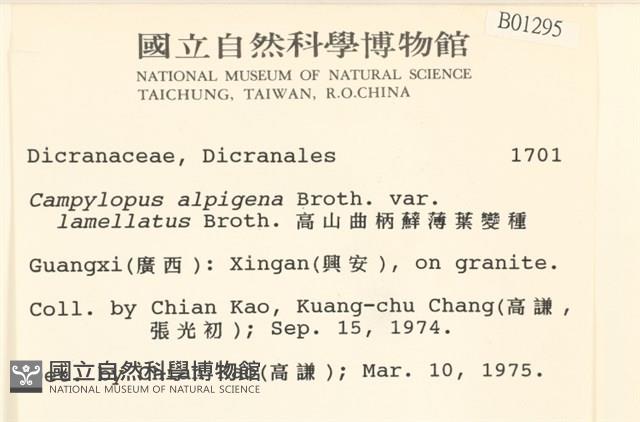 B01295
國立自然科學博物館
NATIONAL MUSEUM OF NATURAL SCIENCE
TAICHUNG, TAIWAN, R.O.CHINA
Dicranaceae, Dicranales 1701
Campylopus alpigena Broth. var.
lamellatus Broth. 高山曲柄蘚薄葉變種
Guangxi(廣西): Xingan(興安), on granite.
Coll. by Chian Kao, Kuang-chu Chang(高謙,
張光初); Sep. 15, 1974.
by Chian Kao(高謙); Mar. 10, 1975.
國立自然科學博物館
NATIONAL MUSEUM OF NATURAL SCIENCE